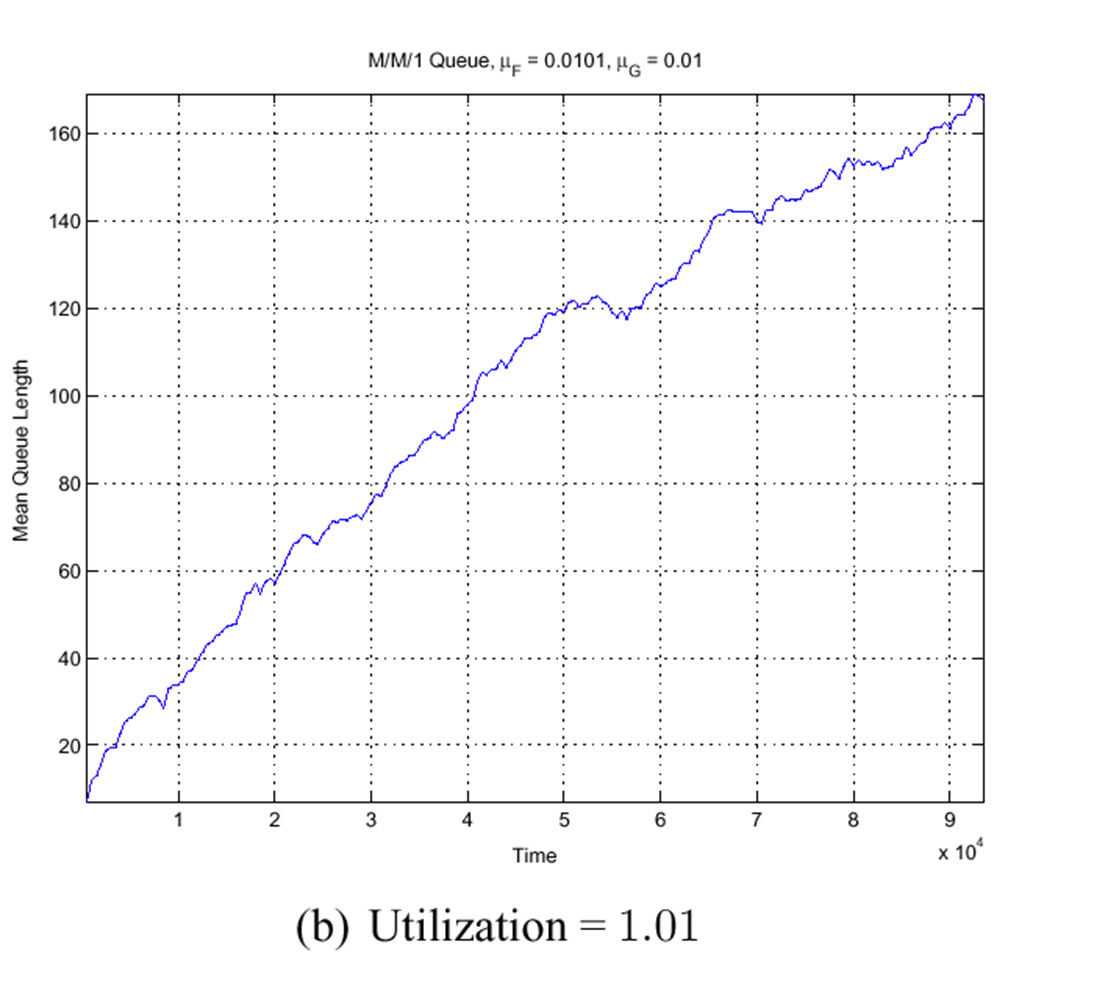 M/M/1 Queue, μF = 0.0101, μG = 0.01
160
140
120
100
80
60
40
20
Mean Queue Length
1 2 3 4 5 6 7 8 9
Time
x 10^4
(b) Utilization = 1.01